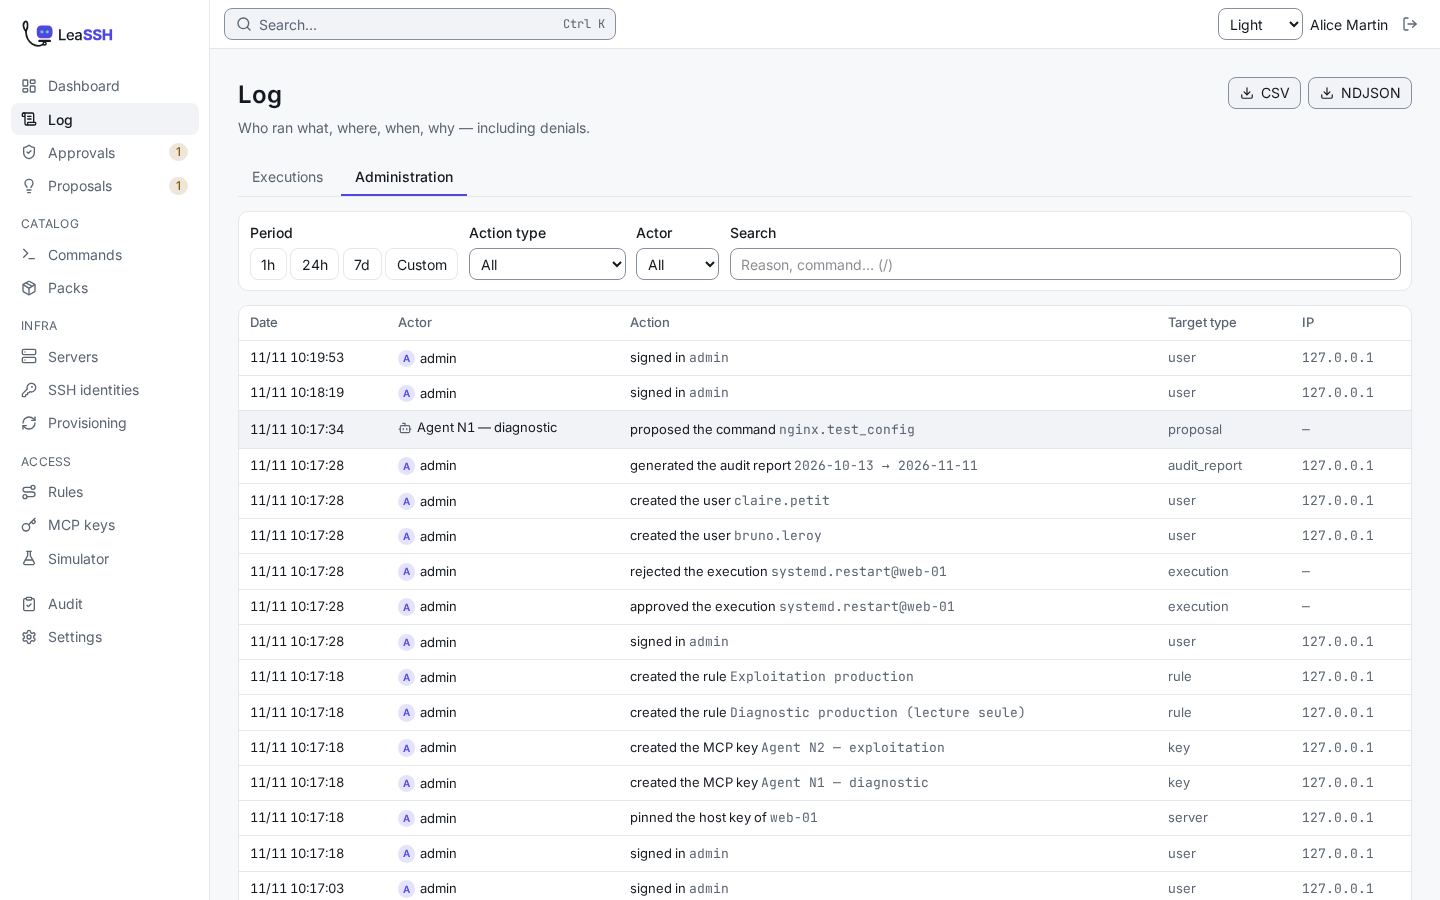 LeaSSH
Search...
Ctrl K
Light
Alice Martin
Dashboard
Log
Approvals 1
Proposals 1
CATALOG
Commands
Packs
INFRA
Servers
SSH identities
Provisioning
ACCESS
Rules
MCP keys
Simulator
Audit
Settings
Log
CSV
NDJSON
Who ran what, where, when, why — including denials.
Executions
Administration
Period Action type Actor Search
1h 24h 7d Custom All All Reason, command... (/)
Date Actor Action Target type IP
11/11 10:19:53 A admin signed in admin user 127.0.0.1
11/11 10:18:19 A admin signed in admin user 127.0.0.1
11/11 10:17:34 Agent N1 — diagnostic proposed the command nginx.test_config proposal —
11/11 10:17:28 A admin generated the audit report 2026-10-13 → 2026-11-11 audit_report 127.0.0.1
11/11 10:17:28 A admin created the user claire.petit user 127.0.0.1
11/11 10:17:28 A admin created the user bruno.leroy user 127.0.0.1
11/11 10:17:28 A admin rejected the execution systemd.restart@web-01 execution —
11/11 10:17:28 A admin approved the execution systemd.restart@web-01 execution —
11/11 10:17:28 A admin signed in admin user 127.0.0.1
11/11 10:17:18 A admin created the rule Exploitation production rule 127.0.0.1
11/11 10:17:18 A admin created the rule Diagnostic production (lecture seule) rule 127.0.0.1
11/11 10:17:18 A admin created the MCP key Agent N2 — exploitation key 127.0.0.1
11/11 10:17:18 A admin created the MCP key Agent N1 — diagnostic key 127.0.0.1
11/11 10:17:18 A admin pinned the host key of web-01 server 127.0.0.1
11/11 10:17:18 A admin signed in admin user 127.0.0.1
11/11 10:17:03 A admin signed in admin user 127.0.0.1